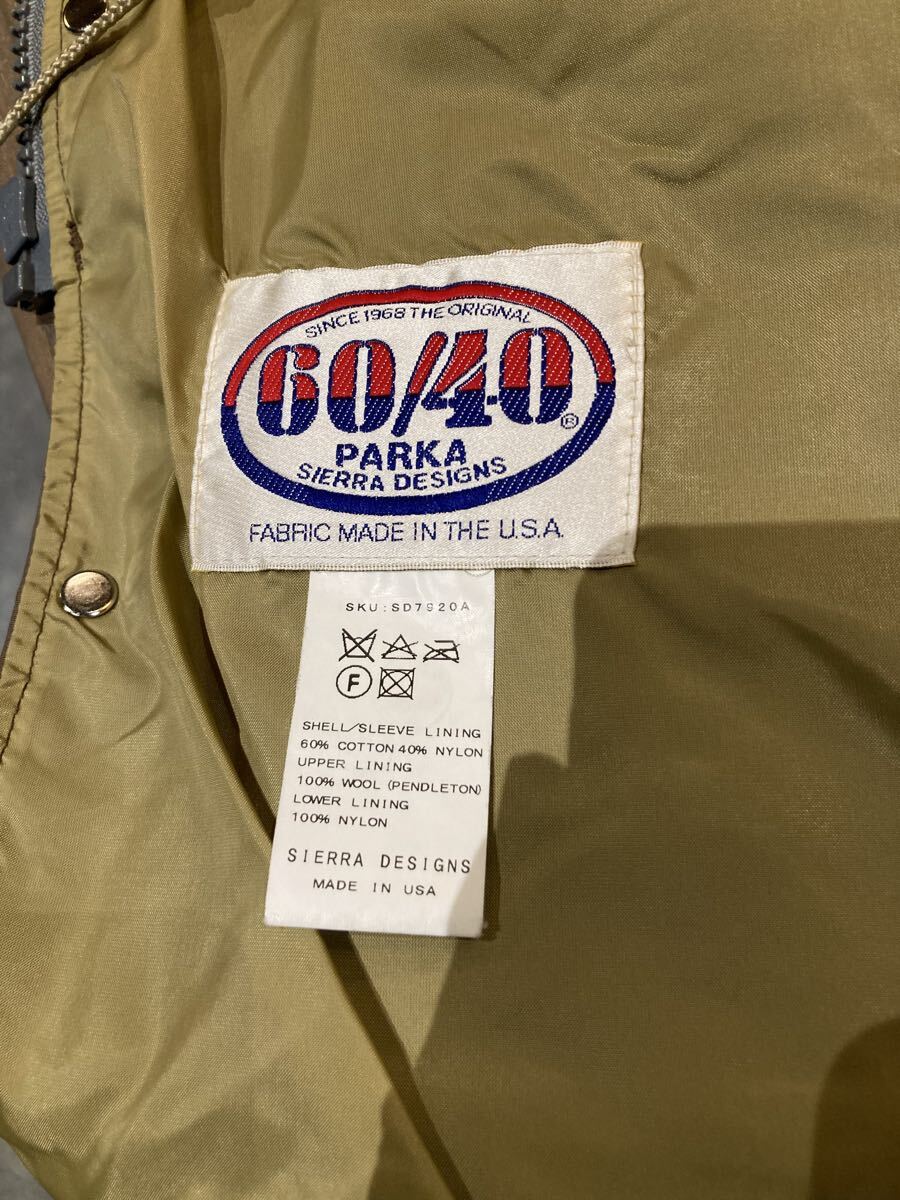 SINCE 1968 THE ORIGINAL
60/40®
PARKA
SIERRA DESIGNS
FABRIC MADE IN THE U.S.A.
SKU:SD7920A
F
SHELL/SLEEVE LINING
60% COTTON 40% NYLON
UPPER LINING
100% WOOL (PENDLETON)
LOWER LINING
100% NYLON
SIERRA DESIGNS
MADE IN USA